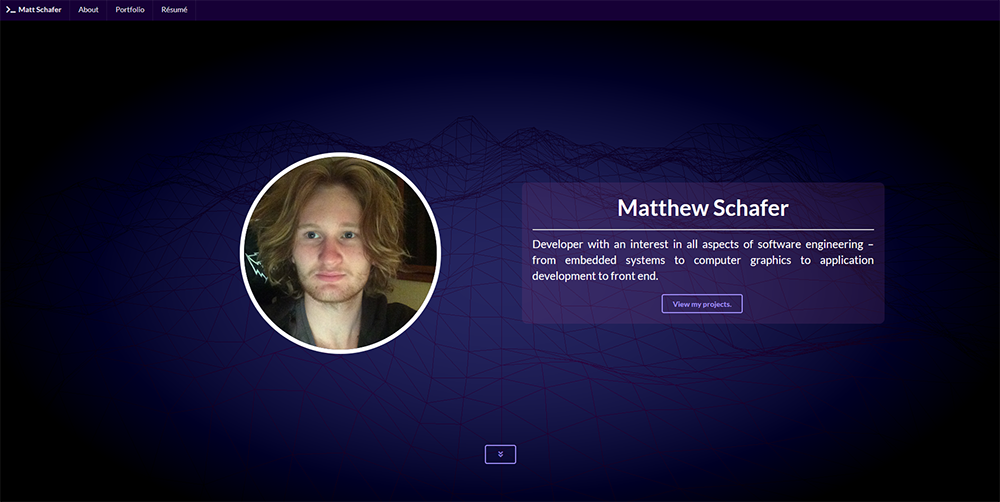 Matt Schafer About Portfolio Résumé
Matthew Schafer
Developer with an interest in all aspects of software engineering –
from embedded systems to computer graphics to application
development to front end.
View my projects.